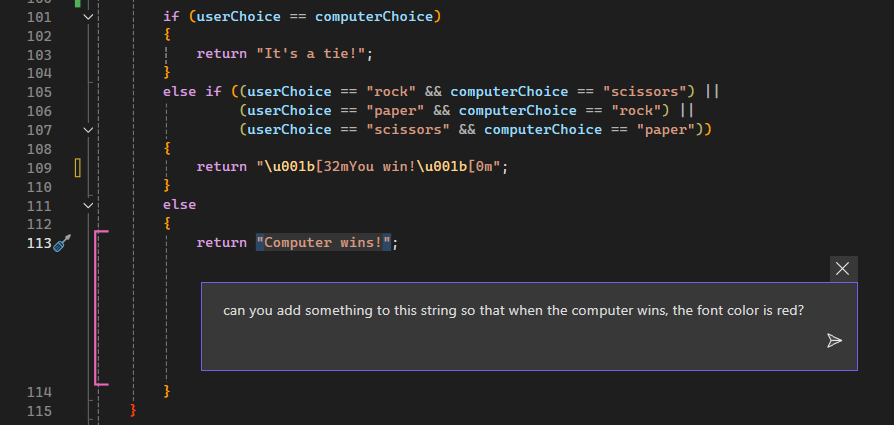 101 if (userChoice == computerChoice)
102 {
103 return "It's a tie!";
104 }
105 else if ((userChoice == "rock" && computerChoice == "scissors") ||
106 (userChoice == "paper" && computerChoice == "rock") ||
107 (userChoice == "scissors" && computerChoice == "paper"))
108 {
109 return "\u001b[32mYou win!\u001b[0m";
110 }
111 else
112 {
113 return "Computer wins!";
can you add something to this string so that when the computer wins, the font color is red?
114 }
115 }